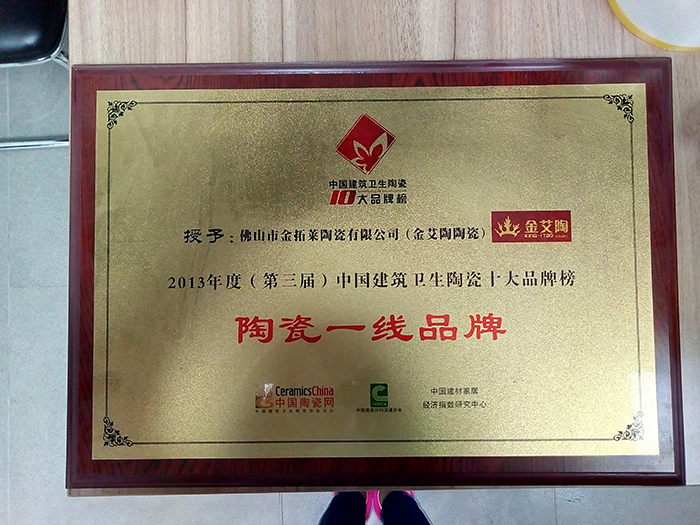 中国建筑卫生陶瓷
10大品牌榜
授予：佛山市金拓莱陶瓷有限公司（金艾陶陶瓷）
金艾陶
KING·ITAO
2013年度（第三届）中国建筑卫生陶瓷十大品牌榜
陶瓷一线品牌
CeramicsChina
中国陶瓷网
中国建材家居
经济指数研究中心